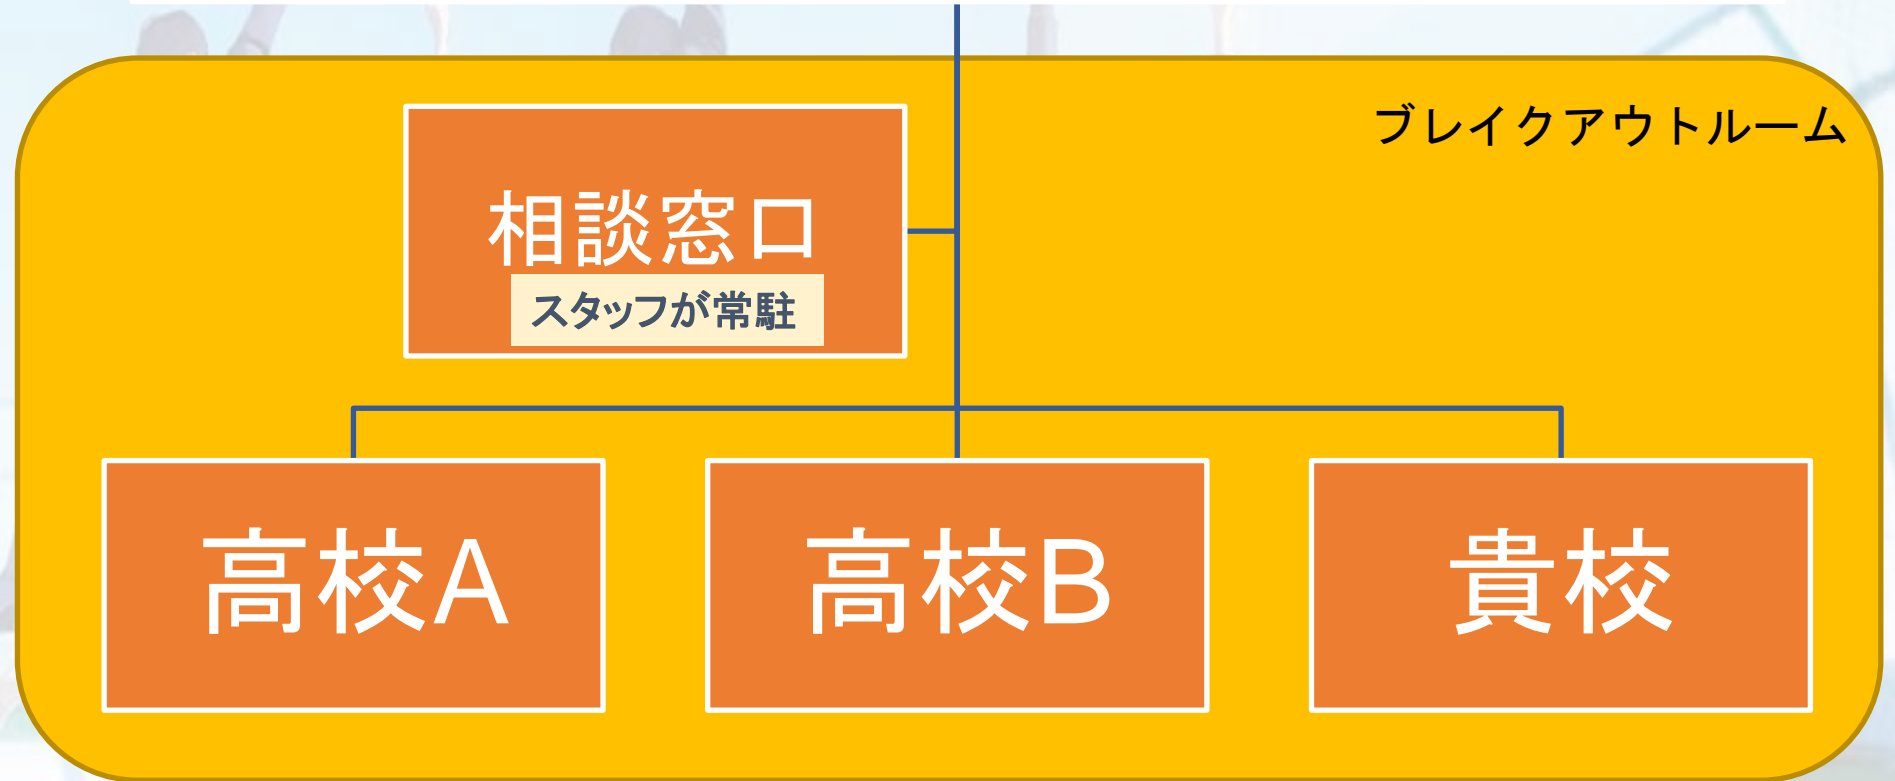 ブレイクアウトルーム
相談窓口
スタッフが常駐
高校A
高校B
貴校